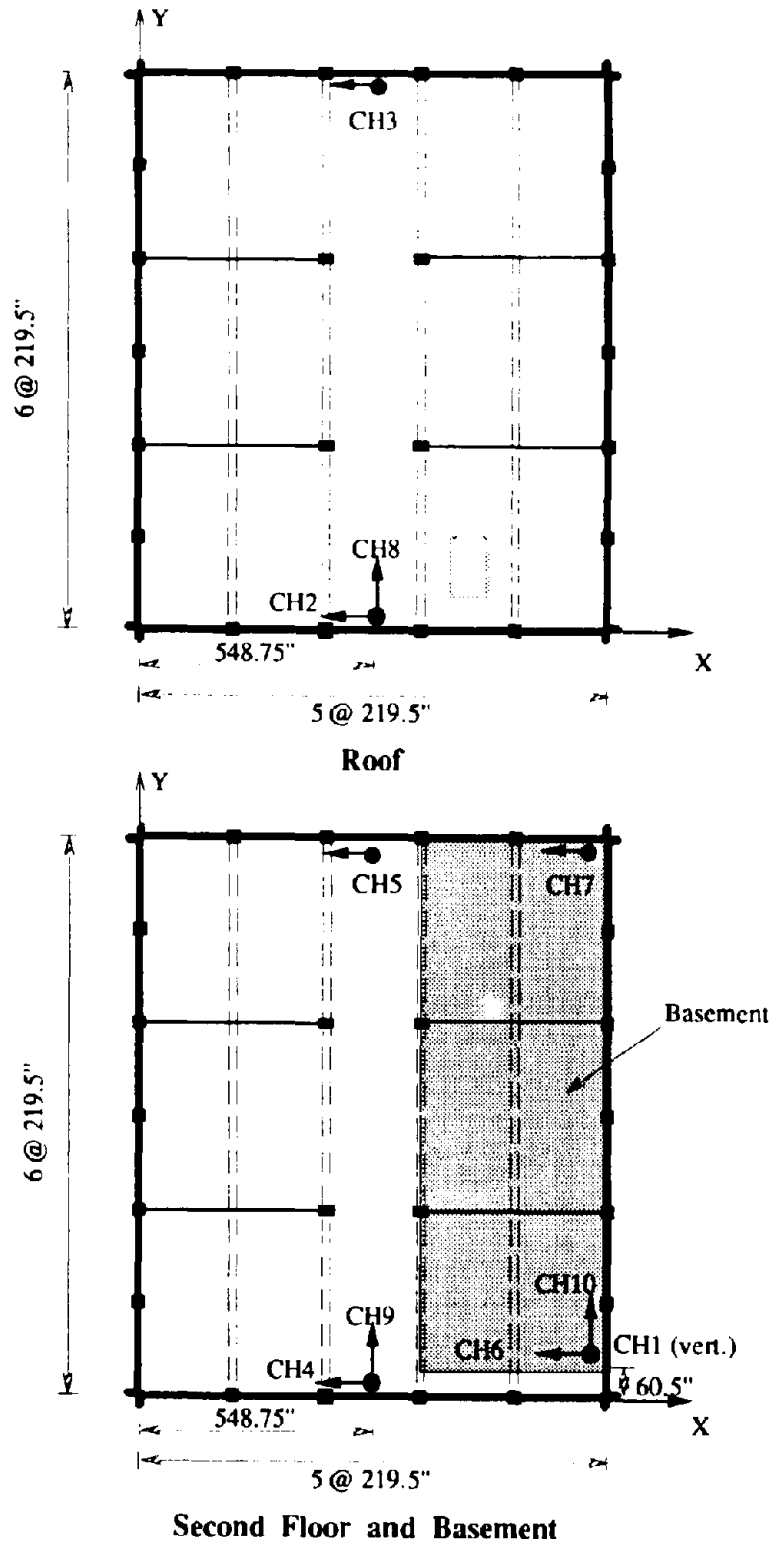 Y
CH3
6 @ 219.5"
CH8
CH2
548.75"
X
5 @ 219.5"
Roof
Y
CH5
CH7
Basement
6 @ 219.5"
CH10
CH9
CH6
CH1 (vert.)
CH4
60.5"
548.75"
X
5 @ 219.5"
Second Floor and Basement